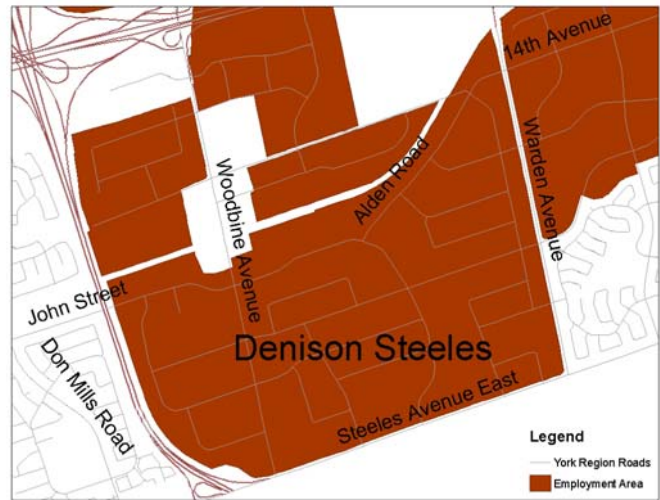 14th Avenue
Warden Avenue
Woodbine Avenue
Alden Road
John Street
Don Mills Road
Denison Steeles
Steeles Avenue East
Legend
York Region Roads
Employment Area